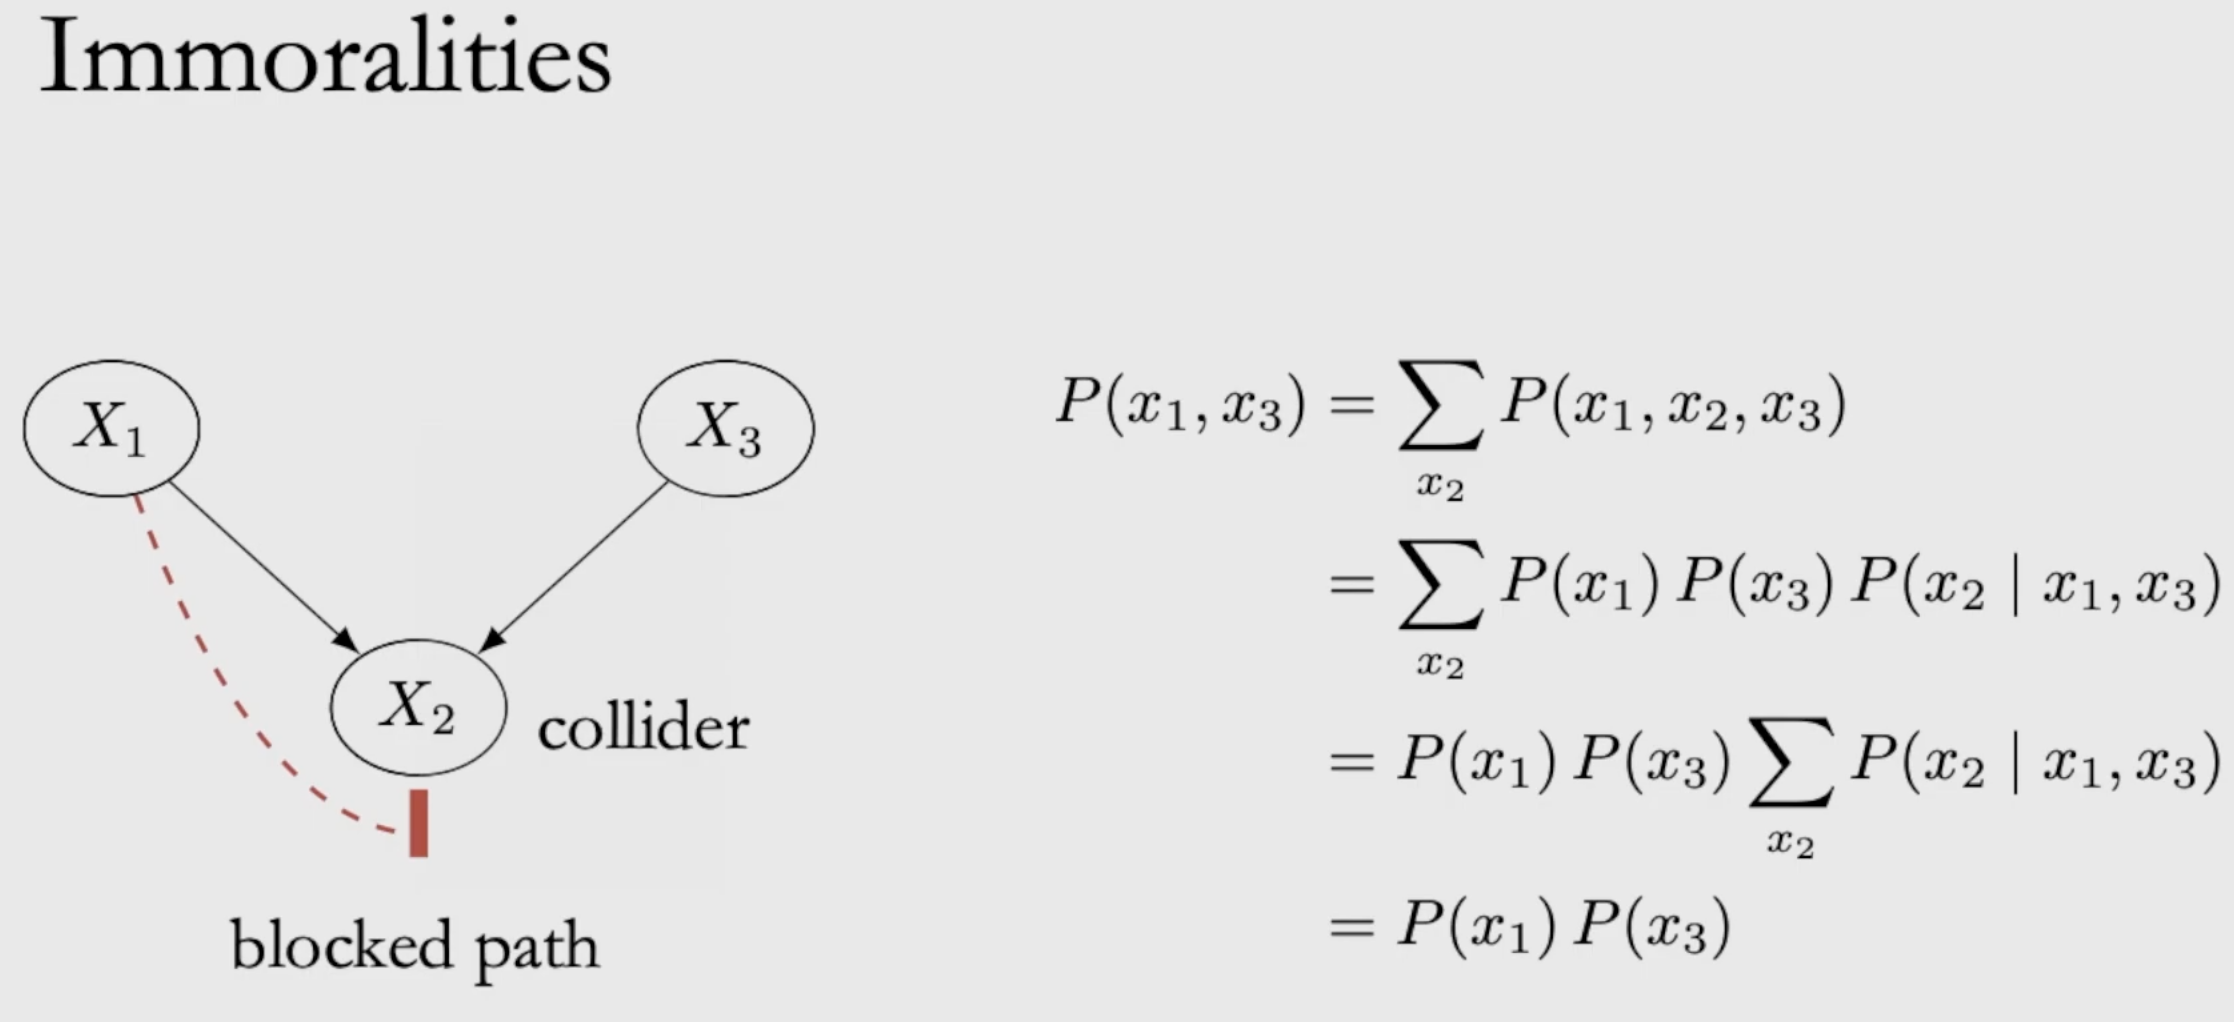 Immoralities
X₁
X₃
X₂
collider
blocked path
P(x₁, x₃) = ∑_{x₂} P(x₁, x₂, x₃)
= ∑_{x₂} P(x₁) P(x₃) P(x₂ | x₁, x₃)
= P(x₁) P(x₃) ∑_{x₂} P(x₂ | x₁, x₃)
= P(x₁) P(x₃)